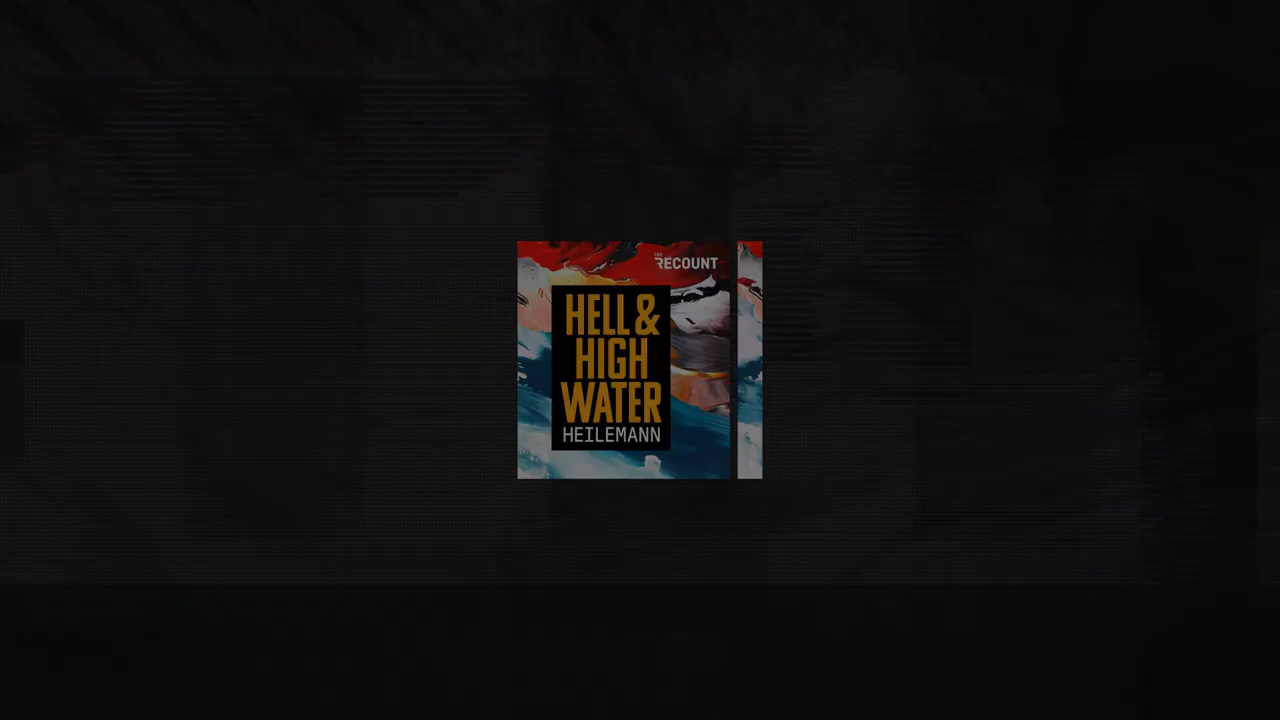 THE
RECOUNT
HELL &
HIGH
WATER
HEILEMANN